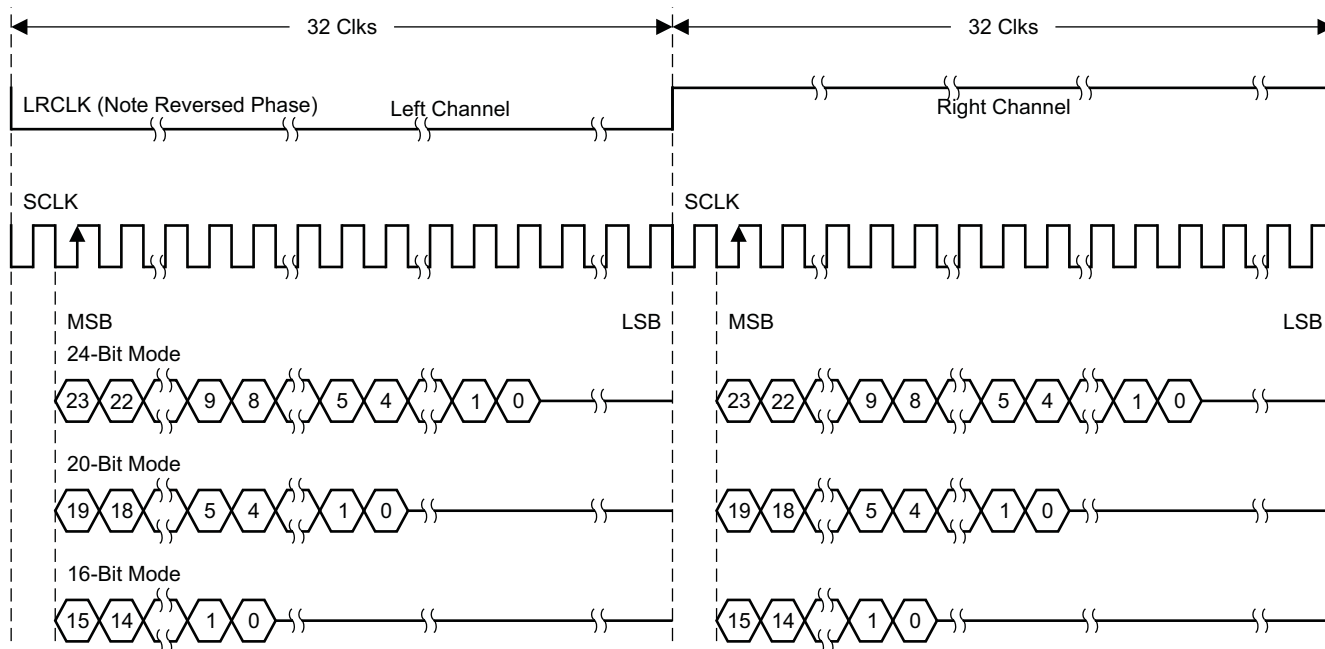 32 Clks 32 Clks
LRCLK (Note Reversed Phase) Left Channel Right Channel
SCLK SCLK
MSB LSB MSB LSB
24-Bit Mode
23 22 9 8 5 4 1 0 23 22 9 8 5 4 1 0
20-Bit Mode
19 18 5 4 1 0 19 18 5 4 1 0
16-Bit Mode
15 14 1 0 15 14 1 0